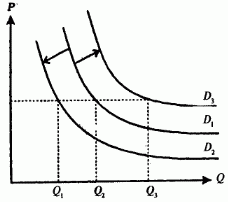 P
D₃
D₁
D₂
Q₁ Q₂ Q₃ Q